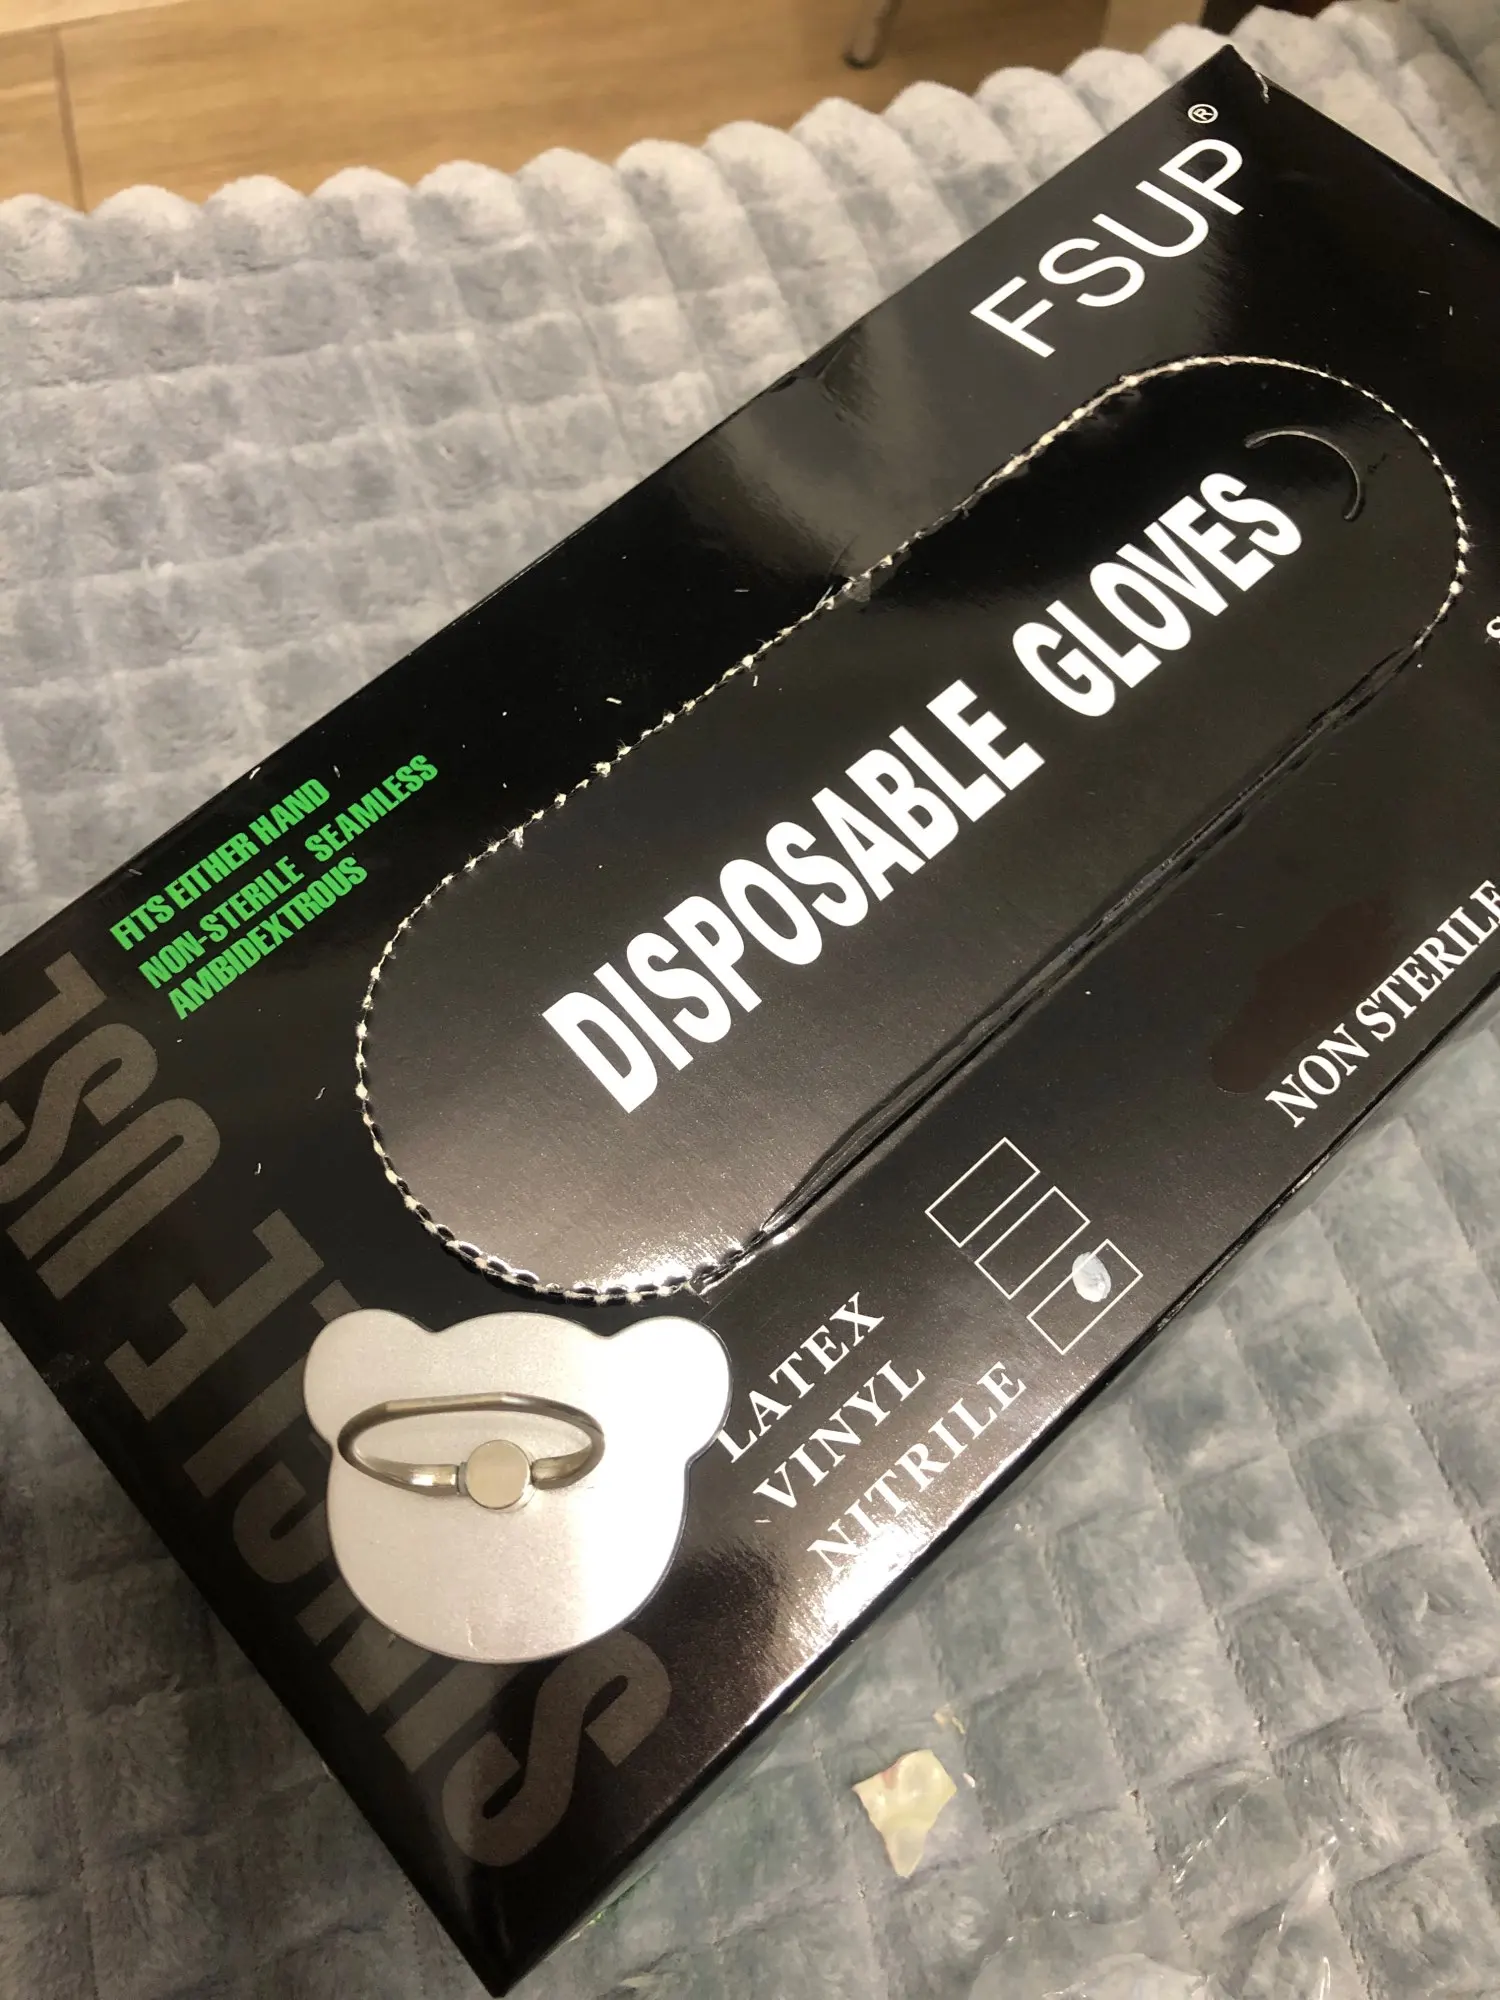 FSUP®
DISPOSABLE GLOVES
FITS EITHER HAND
NON-STERILE SEAMLESS
AMBIDEXTROUS
LATEX
VINYL
NITRILE
NON STERILE